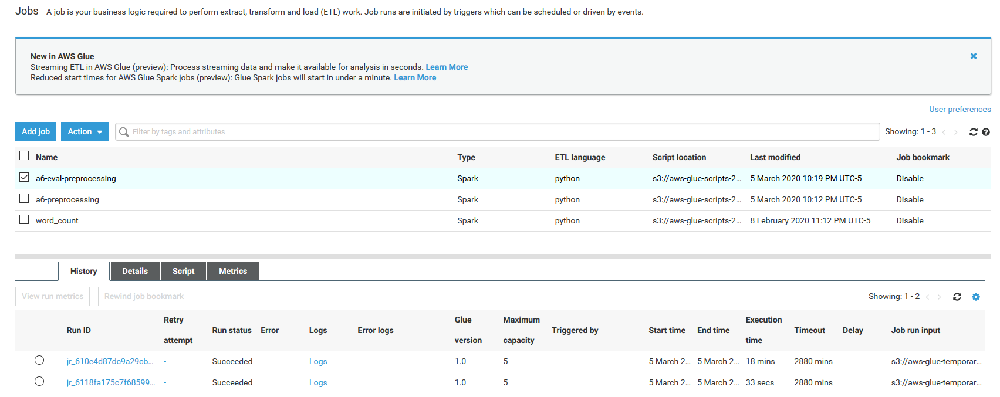 Jobs A job is your business logic required to perform extract, transform and load (ETL) work. Job runs are initiated by triggers which can be scheduled or driven by events.
New in AWS Glue
Streaming ETL in AWS Glue (preview): Process streaming data and make it available for analysis in seconds. Learn More
Reduced start times for AWS Glue Spark jobs (preview): Glue Spark jobs will start in under a minute. Learn More
User preferences
Add job Action Filter by tags and attributes Showing: 1 - 3
Name Type ETL language Script location Last modified Job bookmark
a6-eval-preprocessing Spark python s3://aws-glue-scripts-2... 5 March 2020 10:19 PM UTC-5 Disable
a6-preprocessing Spark python s3://aws-glue-scripts-2... 5 March 2020 10:12 PM UTC-5 Disable
word_count Spark python s3://aws-glue-scripts-2... 8 February 2020 11:12 PM UTC-5 Disable
History Details Script Metrics
View run metrics Rewind job bookmark Showing: 1 - 2
Run ID Retry attempt Run status Error Logs Error logs Glue version Maximum capacity Triggered by Start time End time Execution time Timeout Delay Job run input
jr_610e4d87dc9a29cb... - Succeeded Logs 1.0 5 5 March 2... 5 March 2... 18 mins 2880 mins s3://aws-glue-temporar...
jr_6118fa175c7f68599... - Succeeded Logs 1.0 5 5 March 2... 5 March 2... 33 secs 2880 mins s3://aws-glue-temporar...